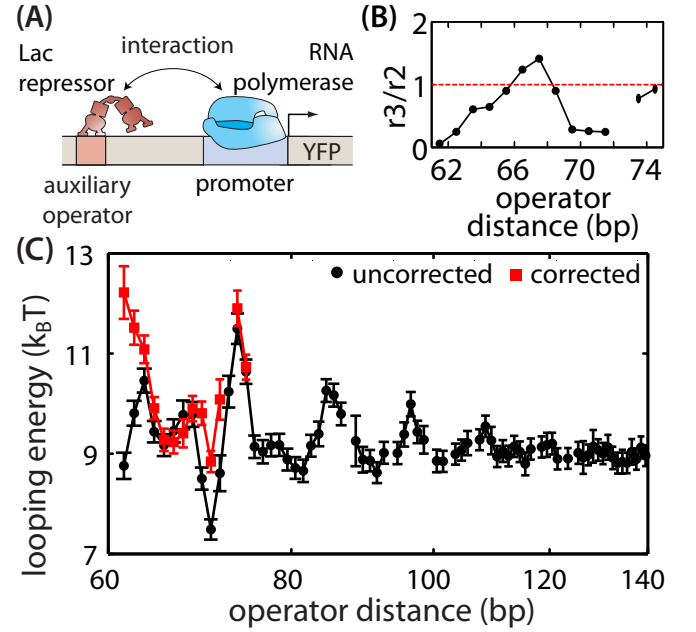 (A)
interaction
Lac
repressor
RNA
polymerase
YFP
auxiliary
operator
promoter
(B)
r3/r2
2
1
0
62 66 70 74
operator
distance (bp)
(C)
looping energy (kBT)
13
11
9
7
uncorrected corrected
60 80 100 120 140
operator distance (bp)